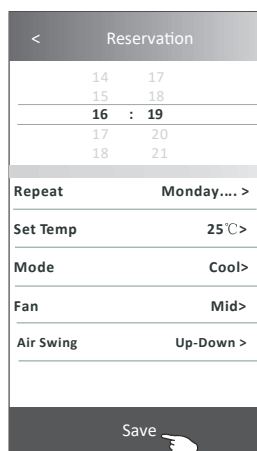 < Reservation
14 17
15 18
16 : 19
17 20
18 21
Repeat Monday.... >
Set Temp 25℃>
Mode Cool>
Fan Mid>
Air Swing Up-Down >
Save